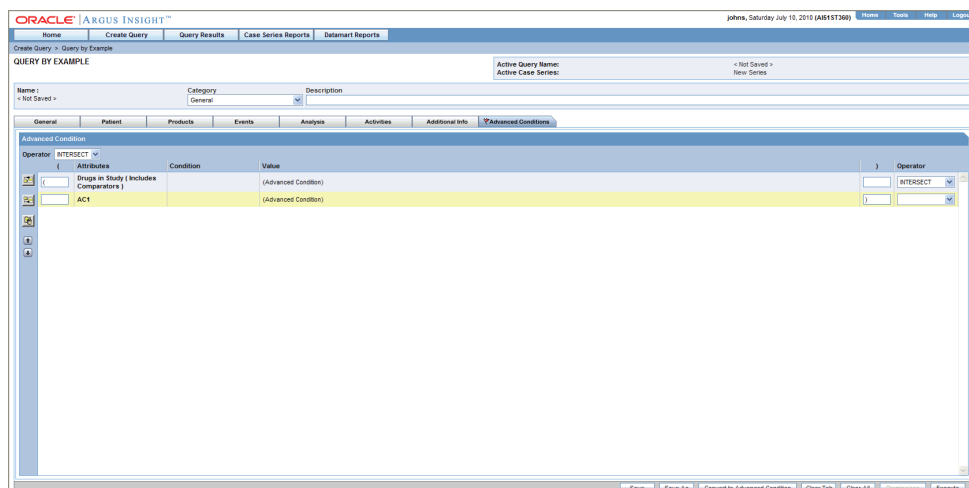 ORACLE® ARGUS INSIGHT™
johns, Saturday July 10, 2010 (AI51ST360) Home Tools Help Logou
Home Create Query Query Results Case Series Reports Datamart Reports
Create Query > Query by Example
QUERY BY EXAMPLE
Active Query Name: < Not Saved >
Active Case Series: New Series
Name : Category Description
< Not Saved > General
General Patient Products Events Analysis Activities Additional Info Advanced Conditions
Advanced Condition
Operator INTERSECT
( Attributes Condition Value ) Operator
( Drugs in Study ( Includes Comparators ) (Advanced Condition) INTERSECT
AC1 (Advanced Condition) )
Save Save As Convert to Advanced Condition Clear Tab Clear All Permissions Execute